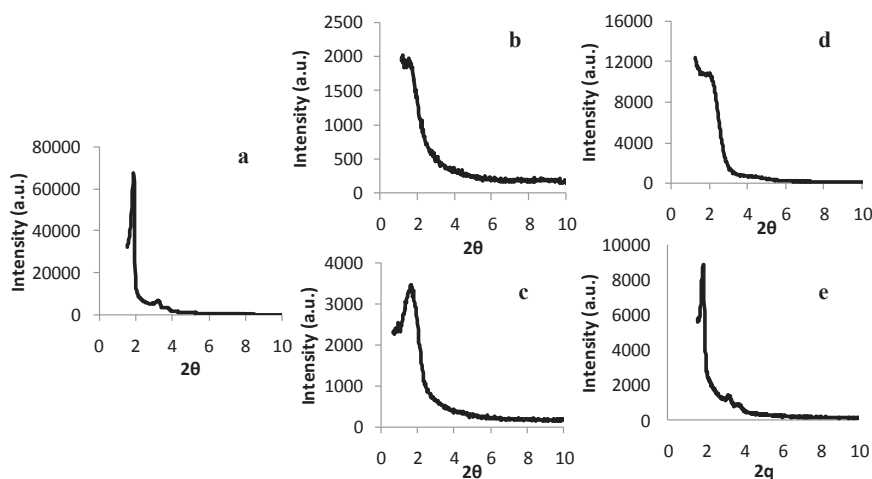 a
Intensity (a.u.)
80000
60000
40000
20000
0
0 2 4 6 8 10
2θ
b
Intensity (a.u.)
2500
2000
1500
1000
500
0
0 2 4 6 8 10
2θ
c
Intensity (a.u.)
4000
3000
2000
1000
0
0 2 4 6 8 10
2θ
d
Intensity (a.u.)
16000
12000
8000
4000
0
0 2 4 6 8 10
2θ
e
Intensity (a.u.)
10000
8000
6000
4000
2000
0
0 2 4 6 8 10
2q